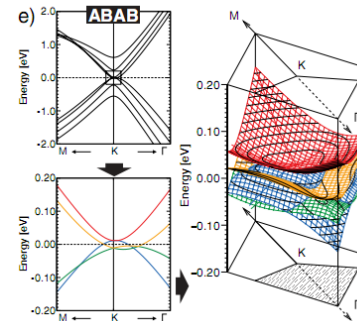 e) ABAB
Energy [eV]
2.0
1.0
0.0
-1.0
-2.0
M ← K → Γ
Energy [eV]
0.20
0.10
0.00
-0.10
-0.20
M ← K → Γ
M
K
Γ
Energy [eV]
0.20
0.10
0.00
-0.10
-0.20
K
Γ